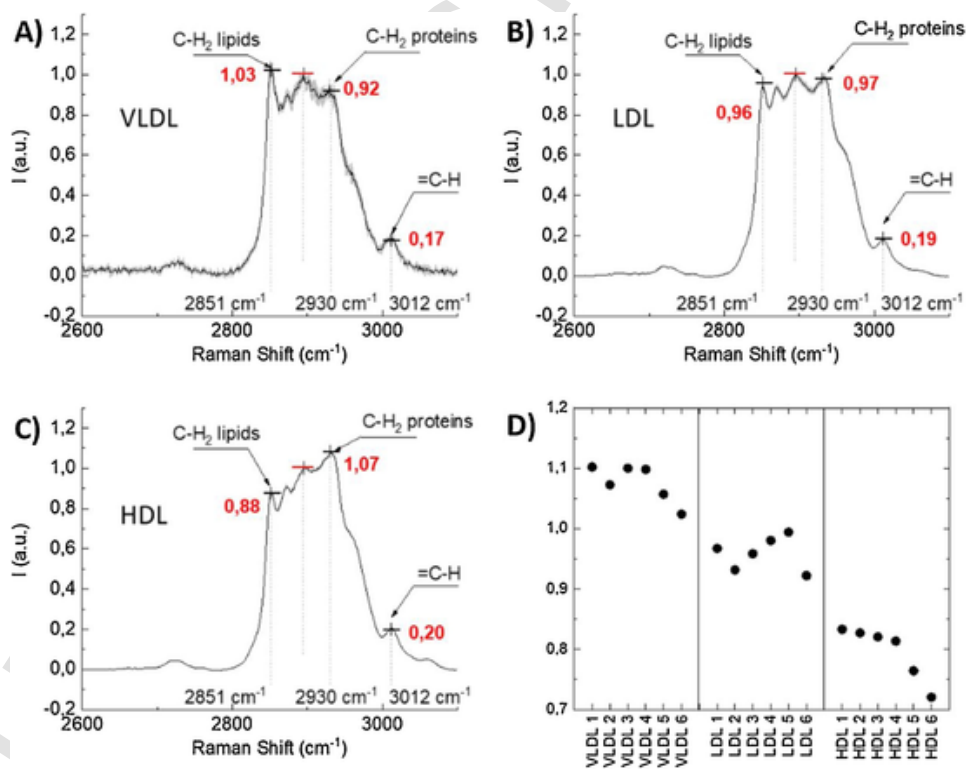 A)
C-H₂ lipids
C-H₂ proteins
1,03
0,92
VLDL
=C-H
0,17
I (a.u.)
1,2
1,0
0,8
0,6
0,4
0,2
0,0
-0,2
2851 cm⁻¹
2930 cm⁻¹
3012 cm⁻¹
2600
2800
3000
Raman Shift (cm⁻¹)
B)
C-H₂ lipids
C-H₂ proteins
0,96
0,97
LDL
=C-H
0,19
I (a.u.)
1,2
1,0
0,8
0,6
0,4
0,2
0,0
-0,2
2851 cm⁻¹
2930 cm⁻¹
3012 cm⁻¹
2600
2800
3000
Raman Shift (cm⁻¹)
C)
C-H₂ lipids
C-H₂ proteins
0,88
1,07
HDL
=C-H
0,20
I (a.u.)
1,2
1,0
0,8
0,6
0,4
0,2
0,0
-0,2
2851 cm⁻¹
2930 cm⁻¹
3012 cm⁻¹
2600
2800
3000
Raman Shift (cm⁻¹)
D)
1,2
1,1
1,0
0,9
0,8
0,7
VLDL 1
VLDL 2
VLDL 3
VLDL 4
VLDL 5
VLDL 6
LDL 1
LDL 2
LDL 3
LDL 4
LDL 5
LDL 6
HDL 1
HDL 2
HDL 3
HDL 4
HDL 5
HDL 6